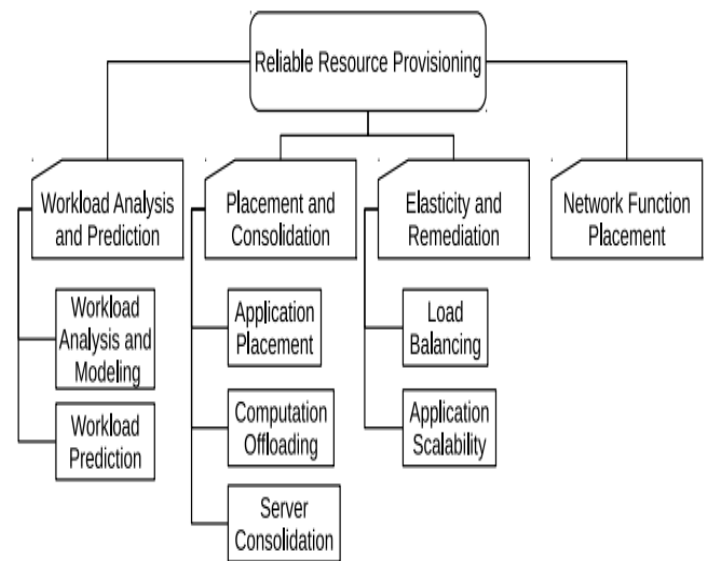 Reliable Resource Provisioning
Workload Analysis
and Prediction
Placement and
Consolidation
Elasticity and
Remediation
Network Function
Placement
Workload
Analysis and
Modeling
Workload
Prediction
Application
Placement
Computation
Offloading
Server
Consolidation
Load
Balancing
Application
Scalability